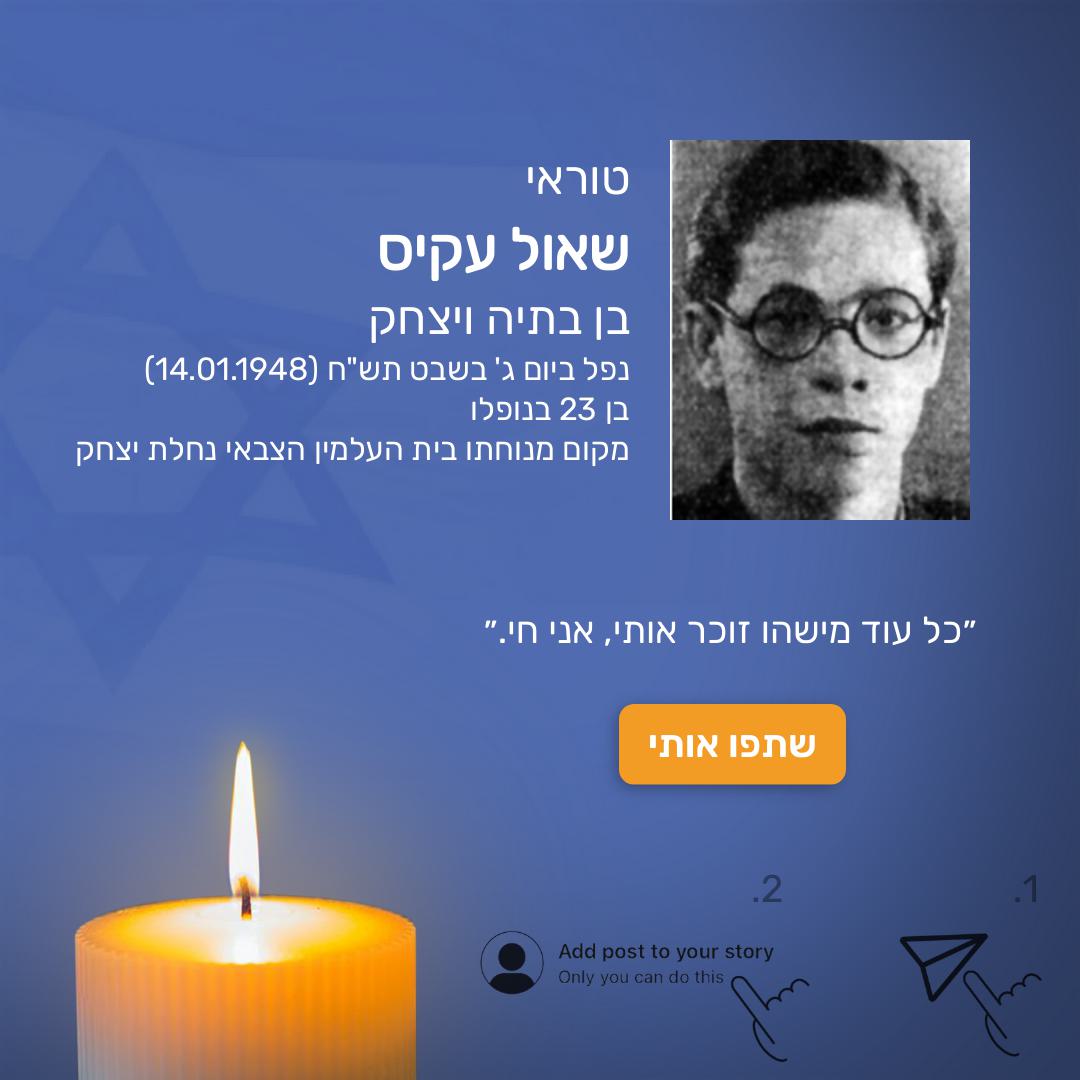 טוראי
שאול עקיס
בן בתיה ויצחק
נפל ביום ג' בשבט תש"ח (14.01.1948)
בן 23 בנופלו
מקום מנוחתו בית העלמין הצבאי נחלת יצחק
״כל עוד מישהו זוכר אותי, אני חי.״
שתפו אותי
1.
2.
Add post to your story
Only you can do this